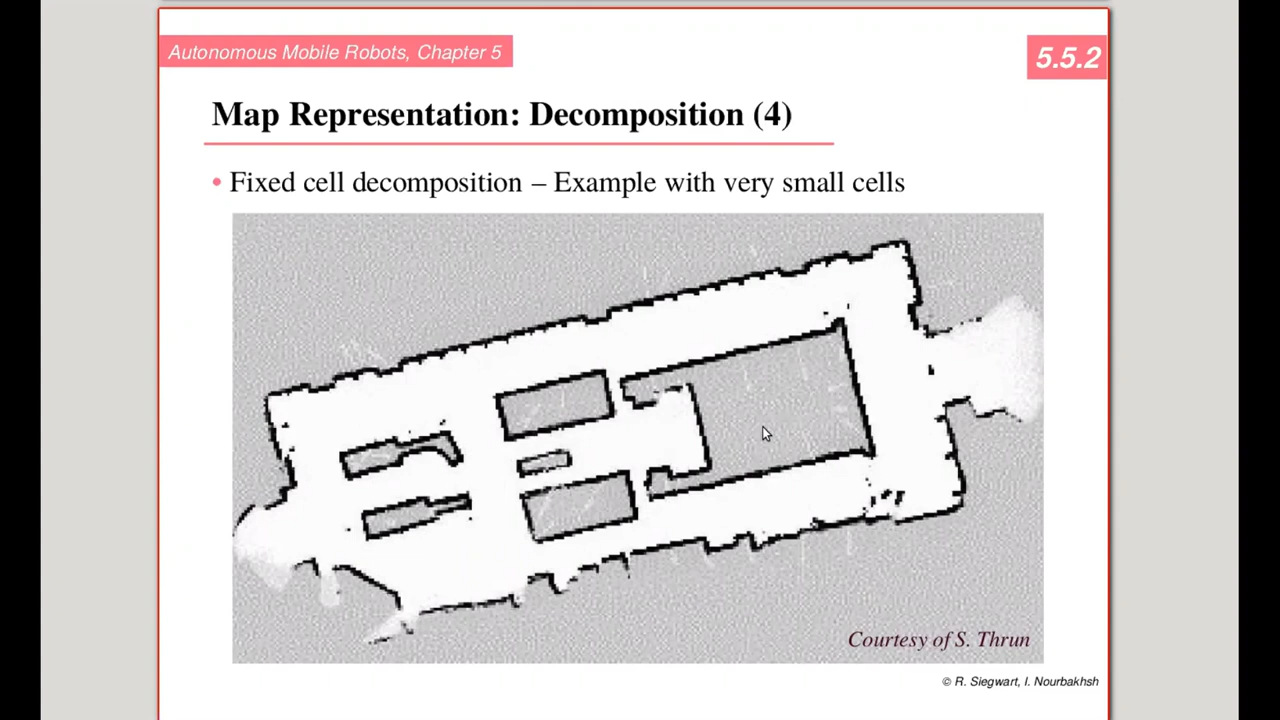 Autonomous Mobile Robots, Chapter 5
5.5.2
Map Representation: Decomposition (4)
• Fixed cell decomposition – Example with very small cells
Courtesy of S. Thrun
© R. Siegwart, I. Nourbakhsh